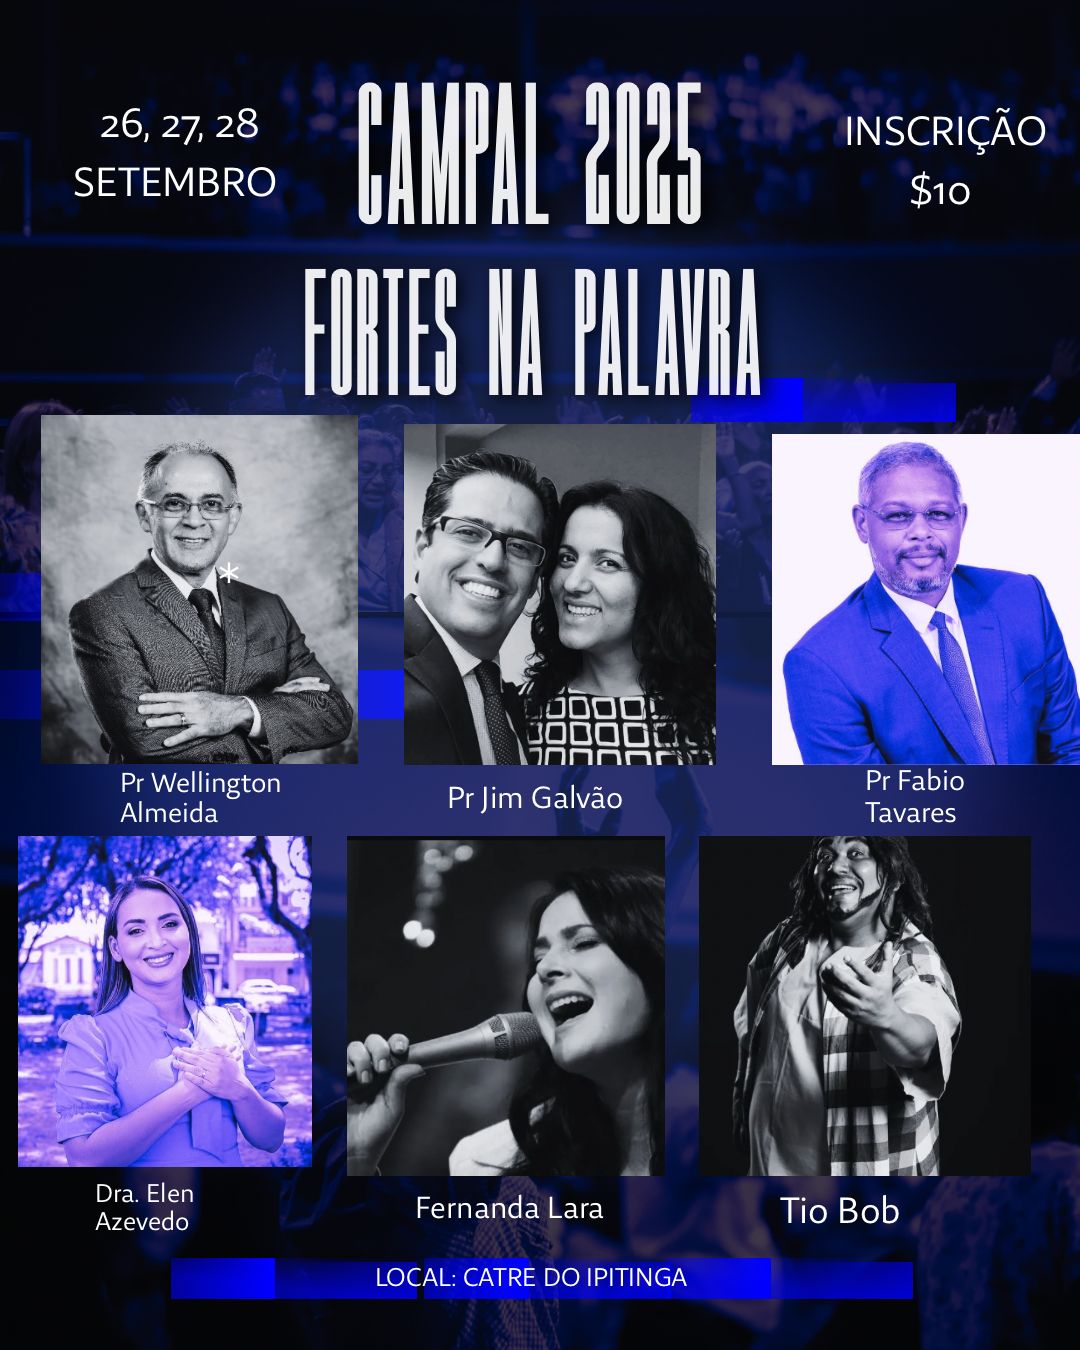 26, 27, 28
SETEMBRO
CAMPAL 2025
INSCRIÇÃO
$10
FORTES NA PALAVRA
*
Pr Wellington
Almeida
Pr Jim Galvão
Pr Fabio
Tavares
Dra. Elen
Azevedo
Fernanda Lara
Tio Bob
LOCAL: CATRE DO IPITINGA